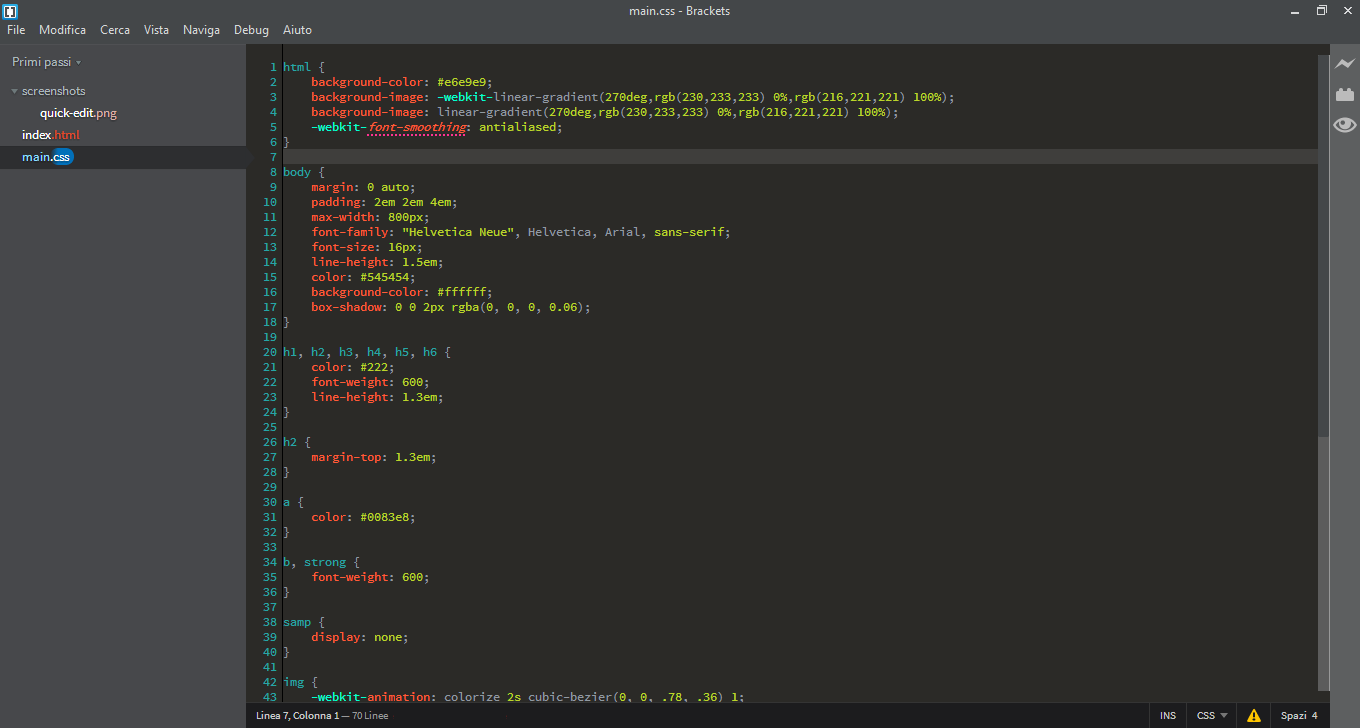 main.css - Brackets
File Modifica Cerca Vista Naviga Debug Aiuto
Primi passi
screenshots
quick-edit.png
index.html
main.css
1 html {
2 background-color: #e6e9e9;
3 background-image: -webkit-linear-gradient(270deg,rgb(230,233,233) 0%,rgb(216,221,221) 100%);
4 background-image: linear-gradient(270deg,rgb(230,233,233) 0%,rgb(216,221,221) 100%);
5 -webkit-font-smoothing: antialiased;
6 }
7
8 body {
9 margin: 0 auto;
10 padding: 2em 2em 4em;
11 max-width: 800px;
12 font-family: "Helvetica Neue", Helvetica, Arial, sans-serif;
13 font-size: 16px;
14 line-height: 1.5em;
15 color: #545454;
16 background-color: #ffffff;
17 box-shadow: 0 0 2px rgba(0, 0, 0, 0.06);
18 }
19
20 h1, h2, h3, h4, h5, h6 {
21 color: #222;
22 font-weight: 600;
23 line-height: 1.3em;
24 }
25
26 h2 {
27 margin-top: 1.3em;
28 }
29
30 a {
31 color: #0083e8;
32 }
33
34 b, strong {
35 font-weight: 600;
36 }
37
38 samp {
39 display: none;
40 }
41
42 img {
43 -webkit-animation: colorize 2s cubic-bezier(0, 0, .78, .36) 1;
Linea 7, Colonna 1 — 70 Linee
INS CSS Spazi 4